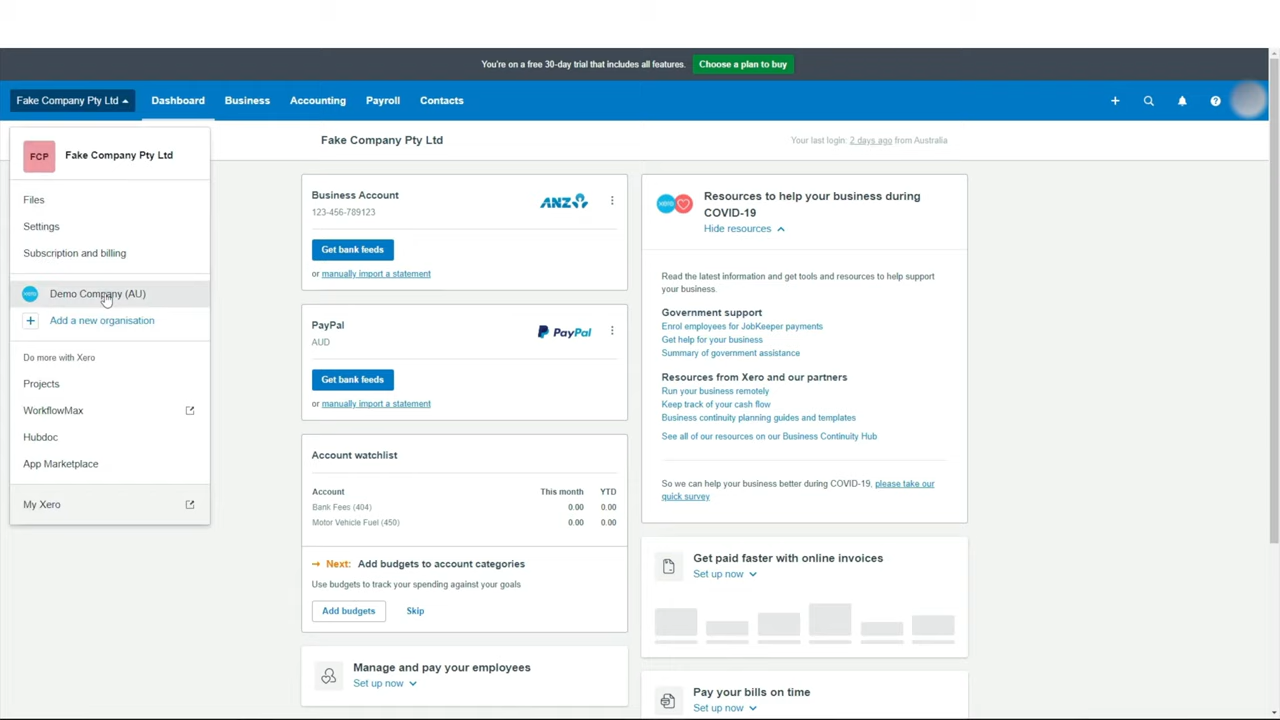 You're on a free 30-day trial that includes all features. Choose a plan to buy
Fake Company Pty Ltd Dashboard Business Accounting Payroll Contacts
FCP Fake Company Pty Ltd
Files
Settings
Subscription and billing
xero Demo Company (AU)
Add a new organisation
Do more with Xero
Projects
WorkflowMax
Hubdoc
App Marketplace
My Xero
Fake Company Pty Ltd
Your last login: 2 days ago from Australia
Business Account
123-456-789123
ANZ
Get bank feeds
or manually import a statement
PayPal
AUD
PayPal
Get bank feeds
or manually import a statement
Account watchlist
Account This month YTD
Bank Fees (404) 0.00 0.00
Motor Vehicle Fuel (450) 0.00 0.00
Next: Add budgets to account categories
Use budgets to track your spending against your goals
Add budgets Skip
Manage and pay your employees
Set up now
xero
Resources to help your business during
COVID-19
Hide resources
Read the latest information and get tools and resources to help support
your business.
Government support
Enrol employees for JobKeeper payments
Get help for your business
Summary of government assistance
Resources from Xero and our partners
Run your business remotely
Keep track of your cash flow
Business continuity planning guides and templates
See all of our resources on our Business Continuity Hub
So we can help your business better during COVID-19, please take our
quick survey
Get paid faster with online invoices
Set up now
Pay your bills on time
Set up now